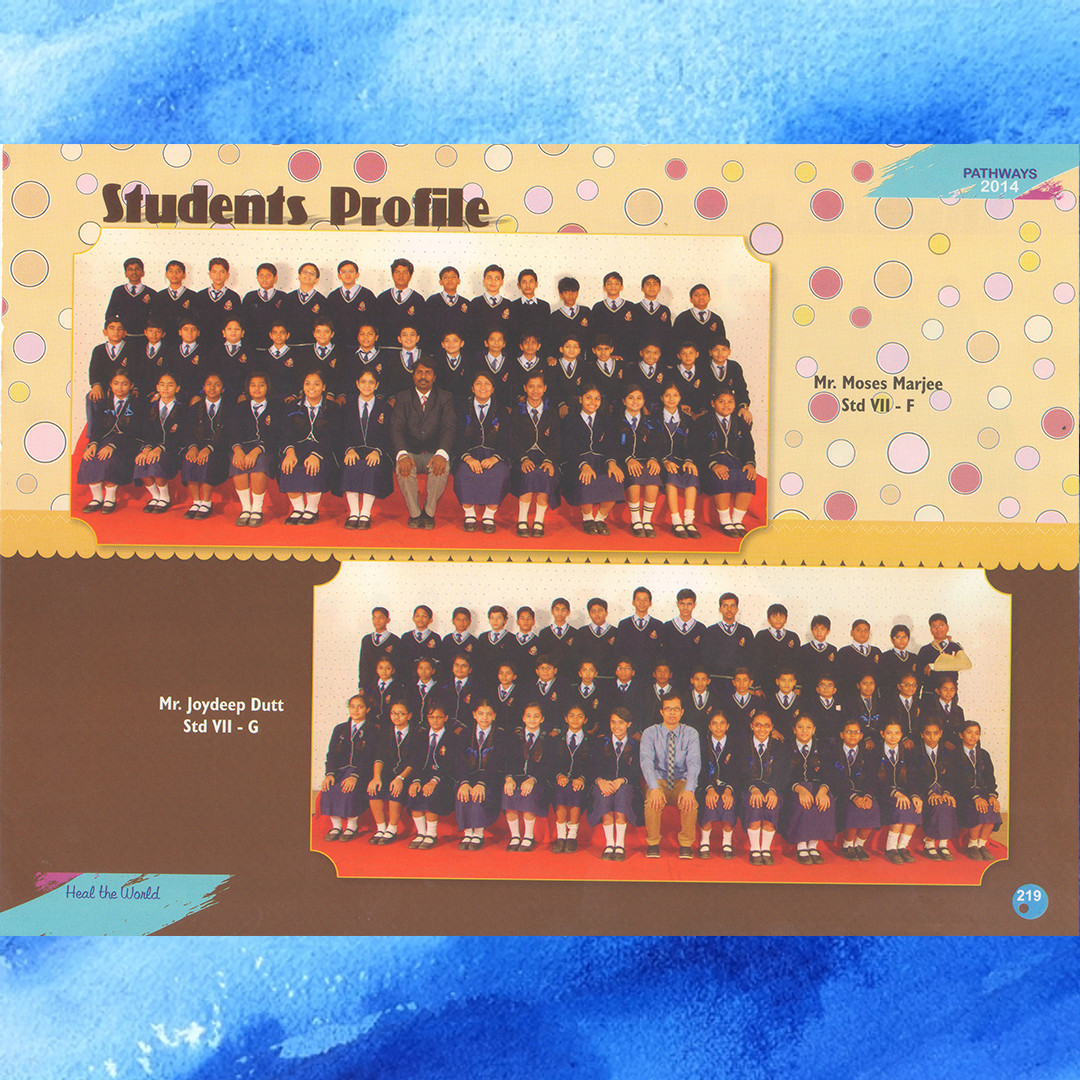 Students Profile
PATHWAYS
2014
Mr. Moses Marjee
Std VII - F
Mr. Joydeep Dutt
Std VII - G
Heal the World
219